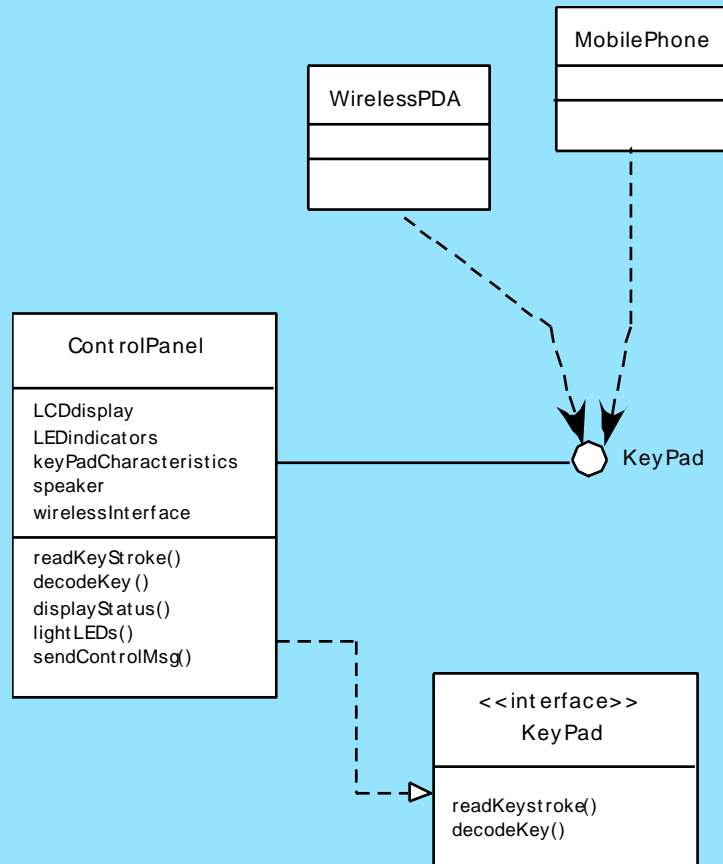 MobilePhone
WirelessPDA
ControlPanel
LCDdisplay
LEDindicators
keyPadCharacteristics
speaker
wirelessInterface
KeyPad
readKeyStroke()
decodeKey()
displayStatus()
lightLEDs()
sendControlMsg()
<<interface>>
KeyPad
readKeystroke()
decodeKey()